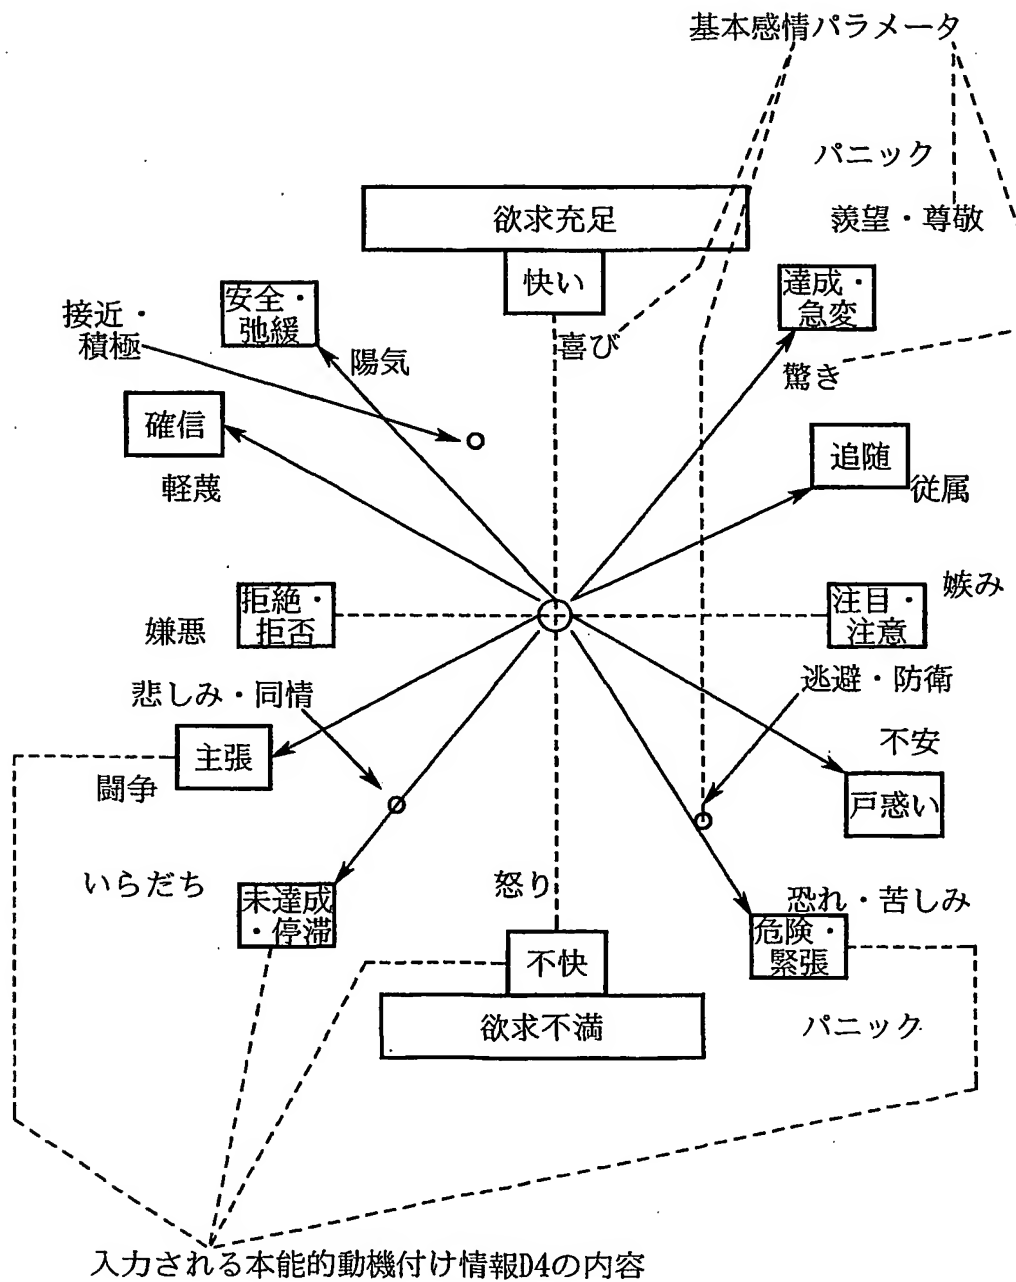 基本感情パラメータ
パニック
羨望・尊敬
欲求充足
快い
達成・
急変
安全・
弛緩
接近・
積極
陽気
喜び
驚き
確信
追随
軽蔑
従属
拒絶・
拒否
注目・
注意
嫉み
嫌悪
悲しみ・同情
逃避・防衛
主張
不安
闘争
戸惑い
いらだち
怒り
未達成
・停滞
恐れ・苦しみ
危険・
緊張
不快
欲求不満
パニック
入力される本能的動機付け情報D4の内容